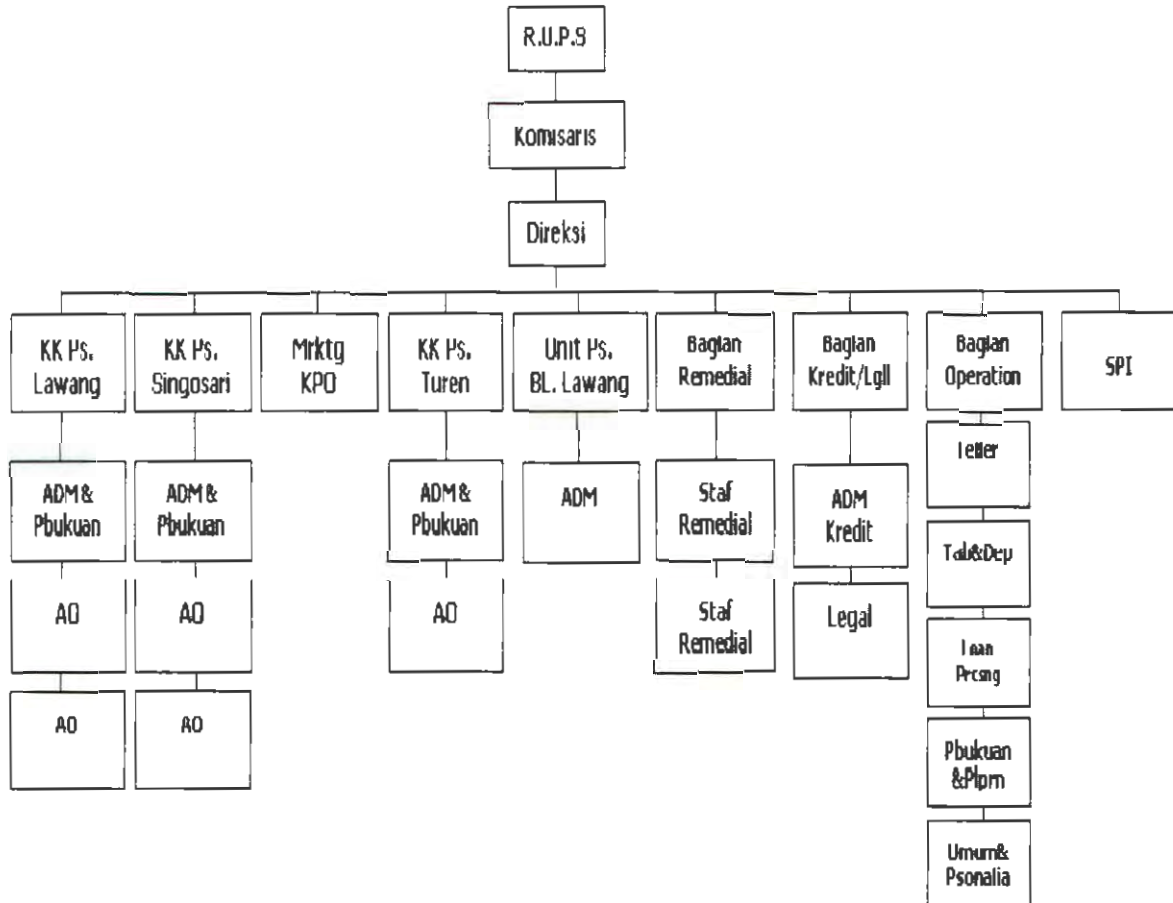 R.U.P.S
Komisaris
Direksi
KK Ps.
Lawang
KK Ps.
Singosari
Mrktg
KPO
KK Ps.
Turen
Unit Ps.
BL. Lawang
Bagian
Remedial
Bagian
Kredit/Lgll
Bagian
Operation
SPI
ADM &
Pbukuan
ADM &
Pbukuan
ADM &
Pbukuan
ADM
Staf
Remedial
ADM
Kredit
Teller
AO
AO
AO
Staf
Remedial
Legal
Tab&Dep
AO
AO
Loan
Prcsng
Pbukuan
&Plprn
Umum&
Psonalia